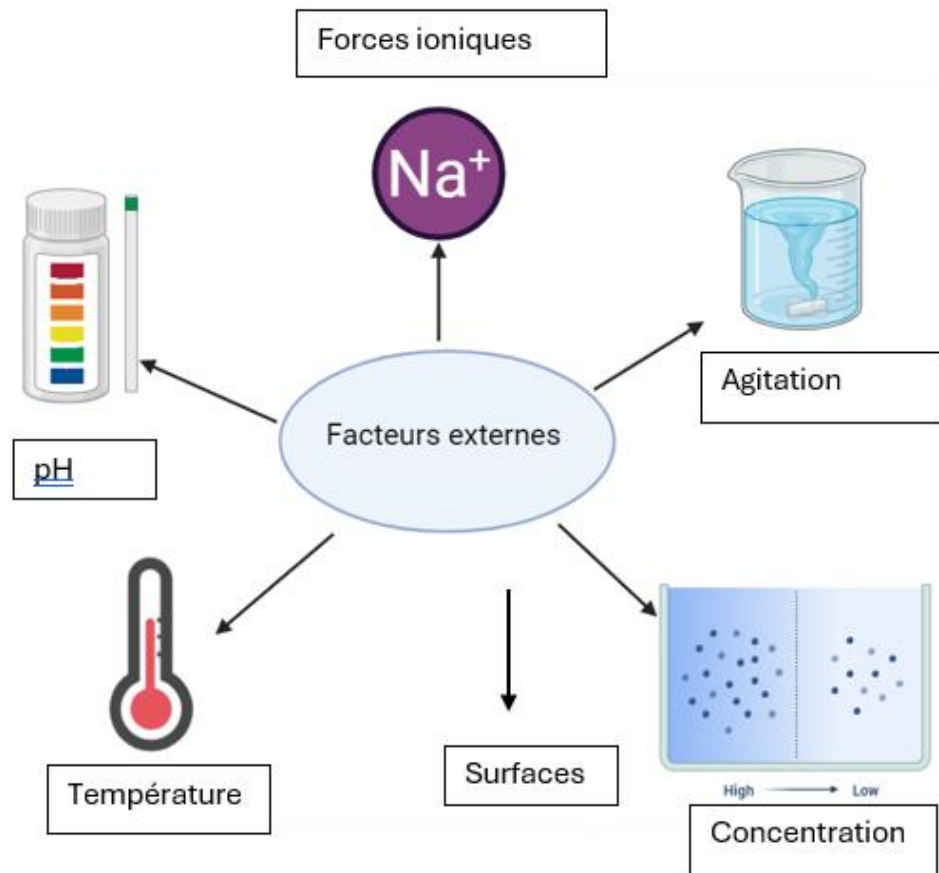 Forces ioniques
Na⁺
Agitation
Facteurs externes
pH
Température
Surfaces
High Low
Concentration